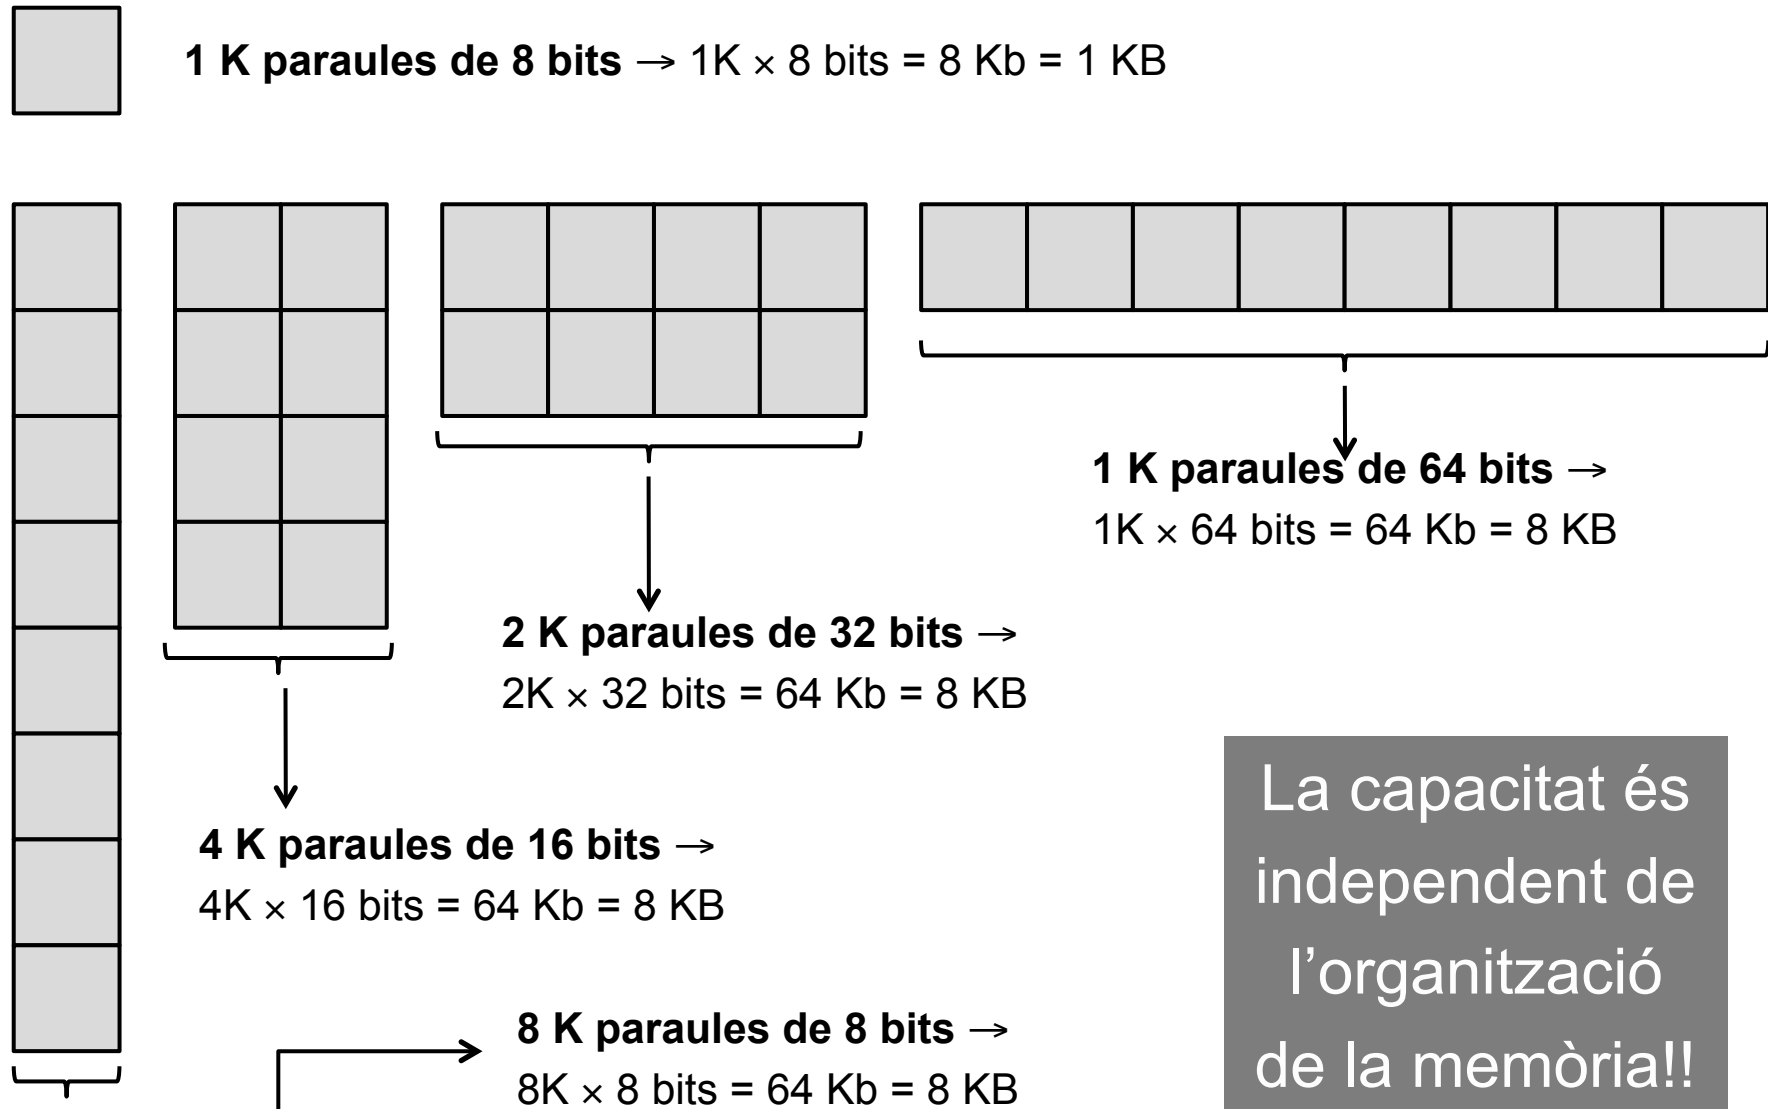 1 K paraules de 8 bits → 1K × 8 bits = 8 Kb = 1 KB
1 K paraules de 64 bits →
1K × 64 bits = 64 Kb = 8 KB
2 K paraules de 32 bits →
2K × 32 bits = 64 Kb = 8 KB
4 K paraules de 16 bits →
4K × 16 bits = 64 Kb = 8 KB
8 K paraules de 8 bits →
8K × 8 bits = 64 Kb = 8 KB
La capacitat és
independent de
l’organització
de la memòria!!